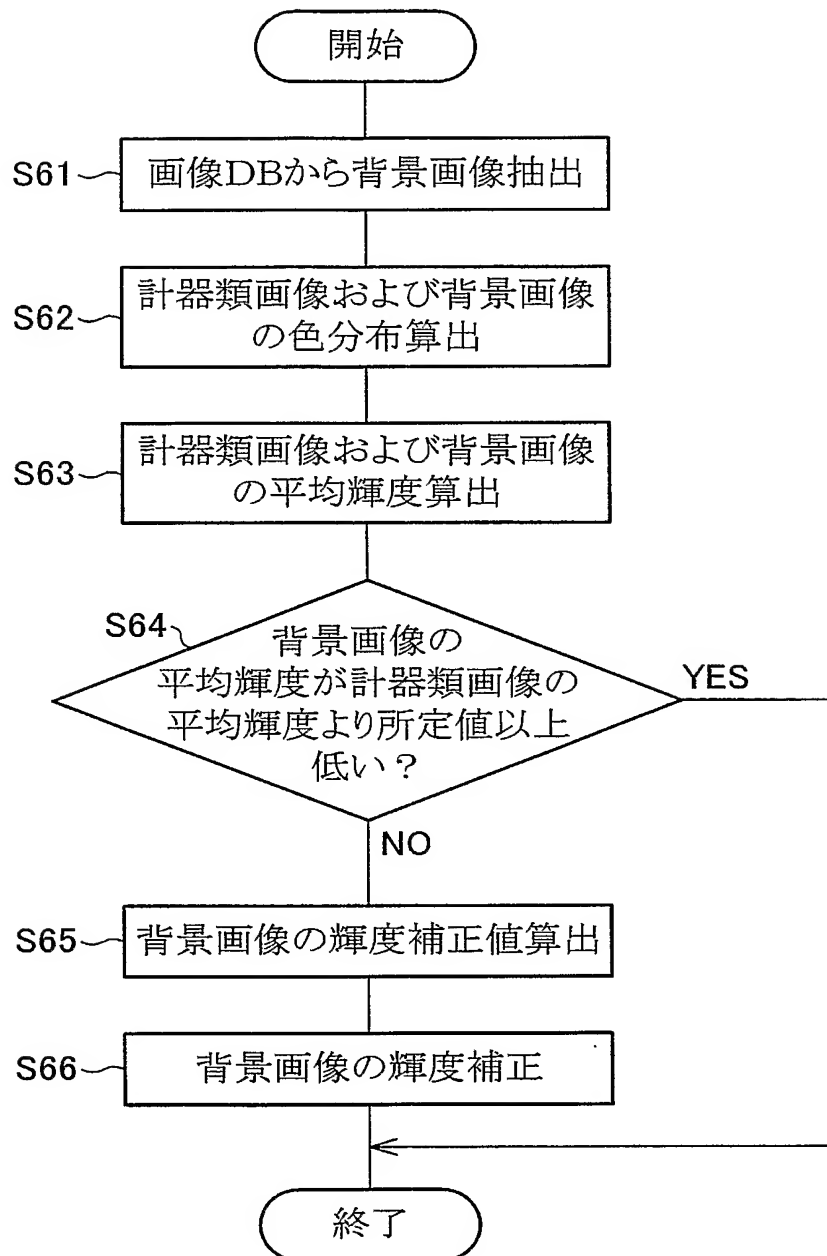 開始
S61
画像DBから背景画像抽出
S62
計器類画像および背景画像
の色分布算出
S63
計器類画像および背景画像
の平均輝度算出
S64
背景画像の
平均輝度が計器類画像の
平均輝度より所定値以上
低い?
YES
NO
S65
背景画像の輝度補正値算出
S66
背景画像の輝度補正
終了